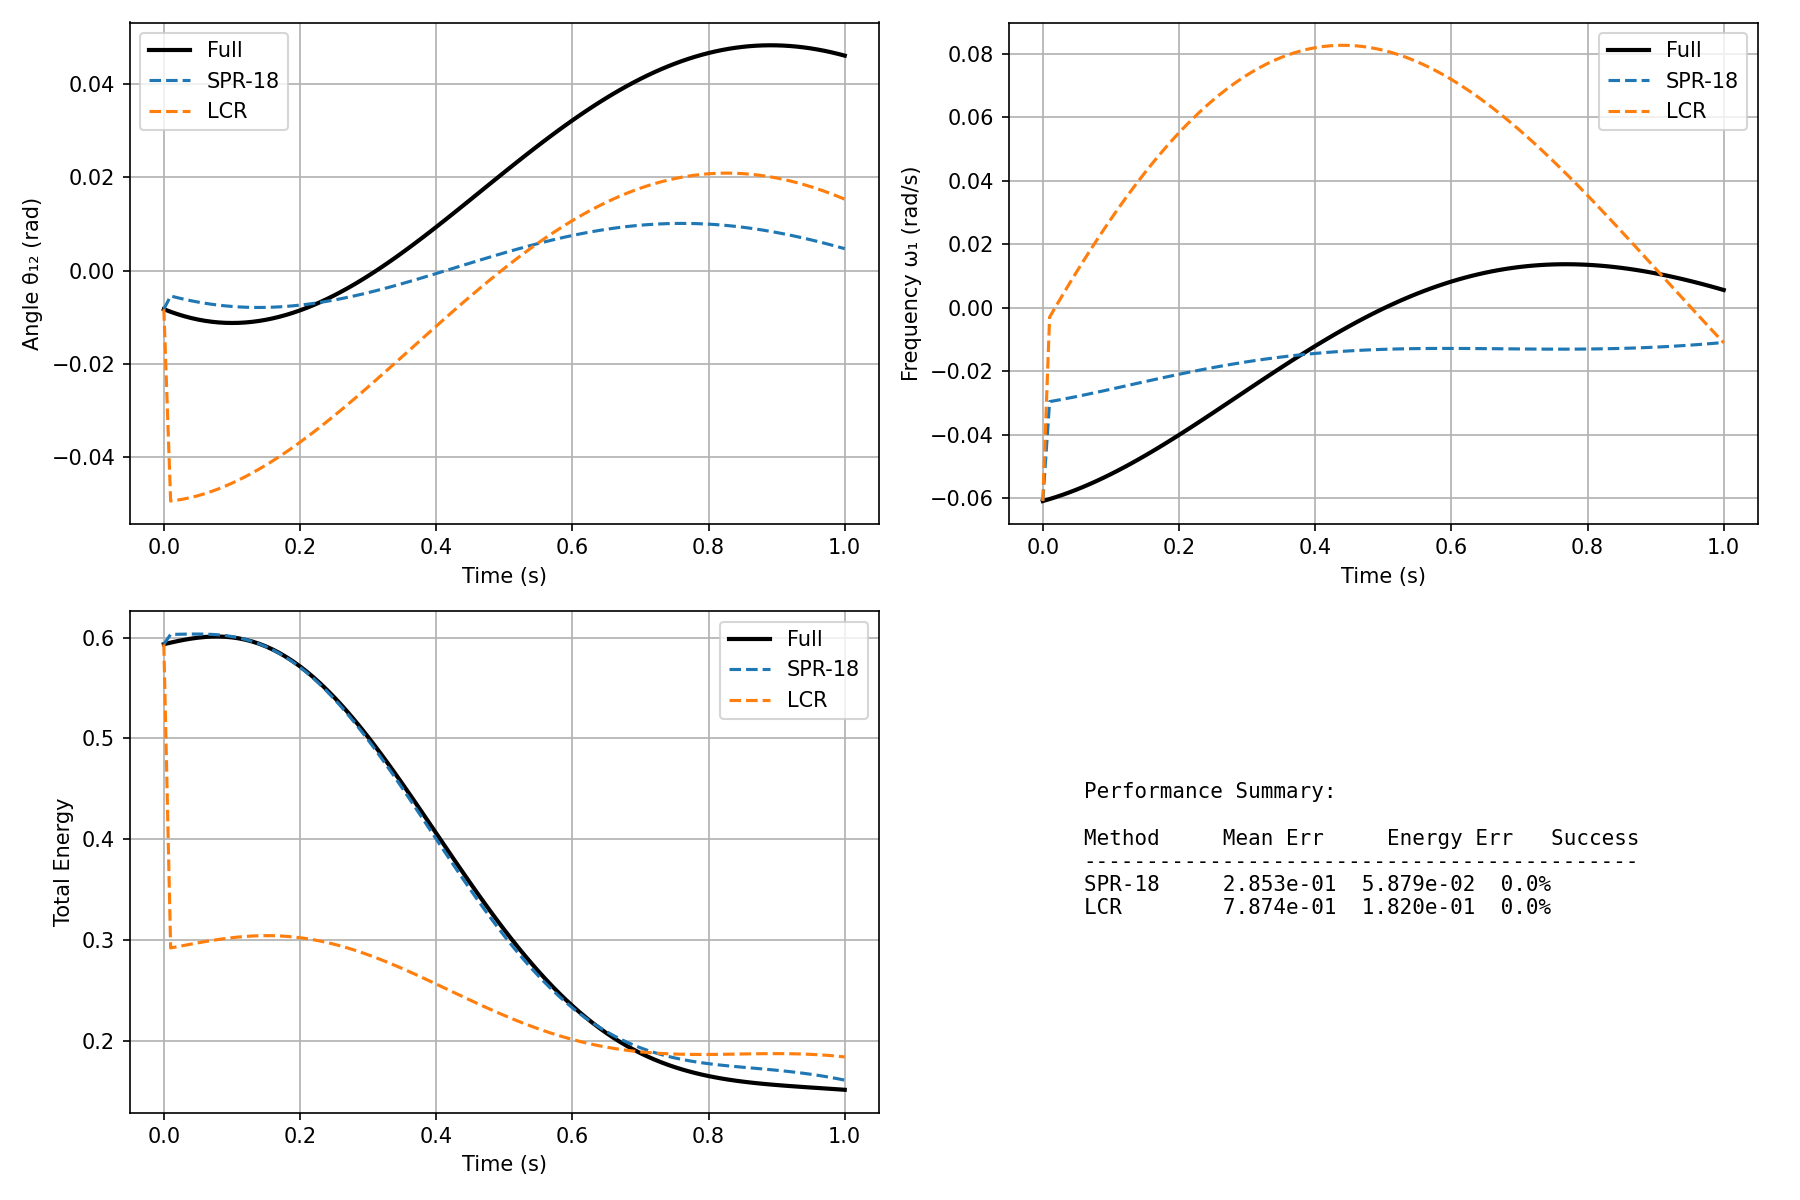 Full
SPR-18
LCR
Angle θ₁₂ (rad)
0.04
0.02
0.00
−0.02
−0.04
0.0 0.2 0.4 0.6 0.8 1.0
Time (s)
Full
SPR-18
LCR
Frequency ω₁ (rad/s)
0.08
0.06
0.04
0.02
0.00
−0.02
−0.04
−0.06
0.0 0.2 0.4 0.6 0.8 1.0
Time (s)
Full
SPR-18
LCR
Total Energy
0.6
0.5
0.4
0.3
0.2
0.0 0.2 0.4 0.6 0.8 1.0
Time (s)
Performance Summary:
Method Mean Err Energy Err Success
--------------------------------------------
SPR-18 2.853e-01 5.879e-02 0.0%
LCR 7.874e-01 1.820e-01 0.0%